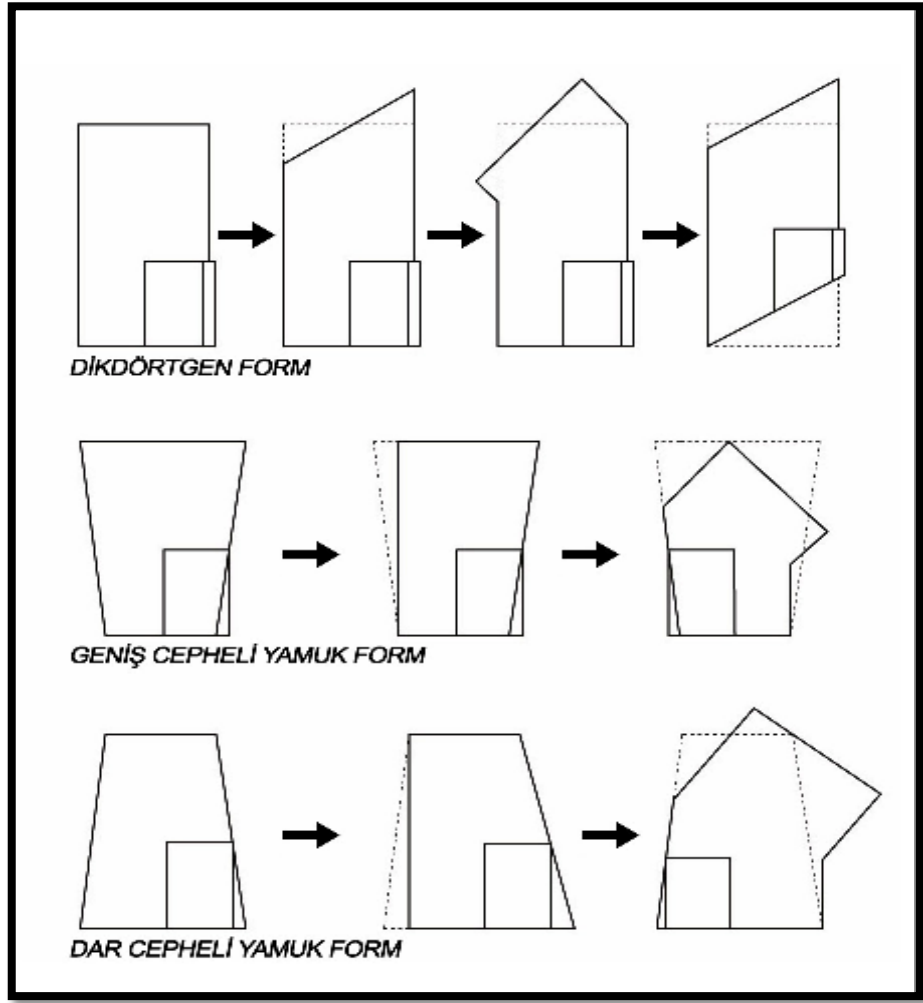 DİKDÖRTGEN FORM
GENİŞ CEPHELİ YAMUK FORM
DAR CEPHELİ YAMUK FORM